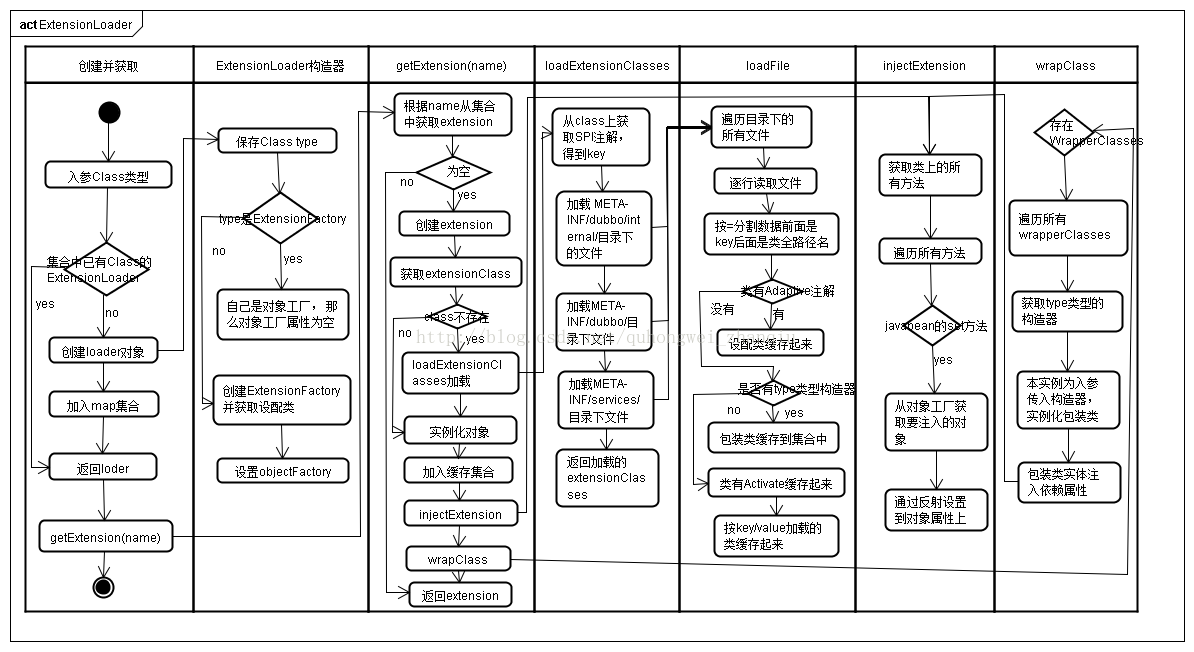 act ExtensionLoader
创建并获取
入参Class类型
集合中已有Class的
ExtensionLoader
yes
no
创建loader对象
加入map集合
返回loder
getExtension(name)
ExtensionLoader构造器
保存Class type
type是ExtensionFactory
no
yes
自己是对象工厂，那
么对象工厂属性为空
创建ExtensionFactory
并获取设配类
设置objectFactory
getExtension(name)
根据name从集合
中获取extension
为空
no
yes
创建extension
获取extensionClass
class不存在
no
yes
loadExtensionCl
asses加载
实例化对象
加入缓存集合
injectExtension
wrapClass
返回extension
loadExtensionClasses
从class上获
取SPI注解，
得到key
加载 META-
INF/dubbo/int
ernal/目录下
的文件
加载META-
INF/dubbo/目
录下文件
加载META-
INF/services/
目录下文件
返回加载的
extensionCla
sses
loadFile
遍历目录下的
所有文件
逐行读取文件
按=分割数据前面是
key后面是类全路径名
类有Adaptive注解
没有
有
设配类缓存起来
是否有type类型构造器
no
yes
包装类缓存到集合中
类有Activate缓存起来
按key/value加载的
类缓存起来
injectExtension
获取类上的所
有方法
遍历所有方法
javabean的set方法
yes
从对象工厂获
取要注入的对
象
通过反射设置
到对象属性上
wrapClass
存在
WrapperClasses
遍历所有
wrapperClasses
获取type类型的
构造器
本实例为入参
传入构造器，
实例化包装类
包装类实体注
入依赖属性